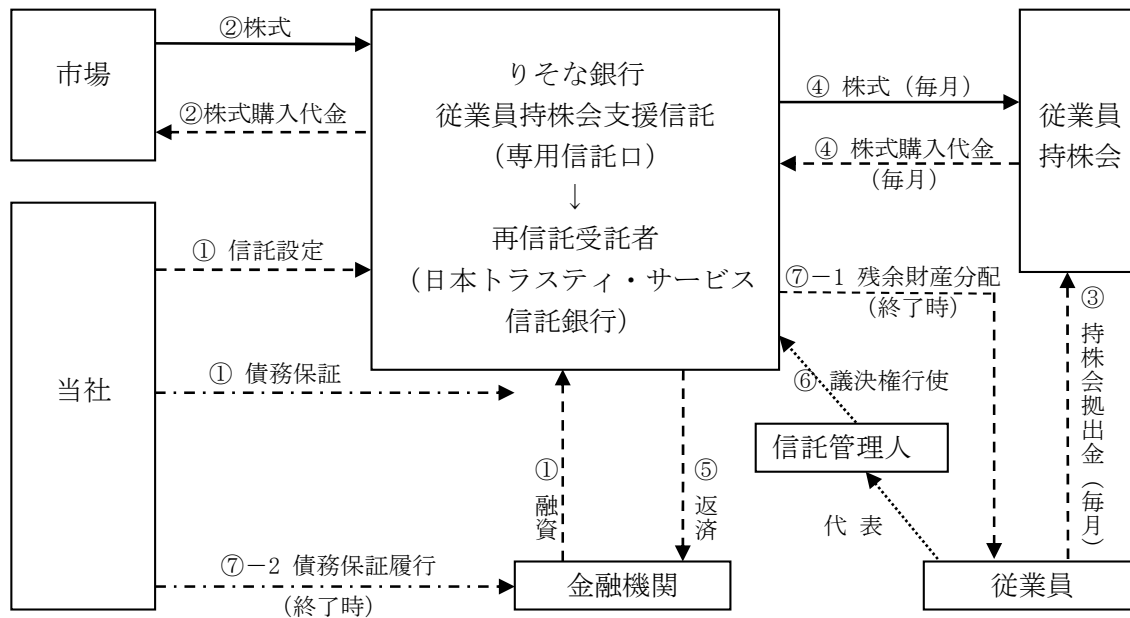 市場
②株式
②株式購入代金
りそな銀行
従業員持株会支援信託
（専用信託口）
↓
再信託受託者
（日本トラスティ・サービス
信託銀行）
④ 株式（毎月）
④ 株式購入代金
（毎月）
従業員
持株会
当社
① 信託設定
① 債務保証
⑦－2 債務保証履行
（終了時）
①融資
⑤返済
金融機関
⑦－1 残余財産分配
（終了時）
⑥ 議決権行使
信託管理人
代 表
③持株会拠出金（毎月）
従業員